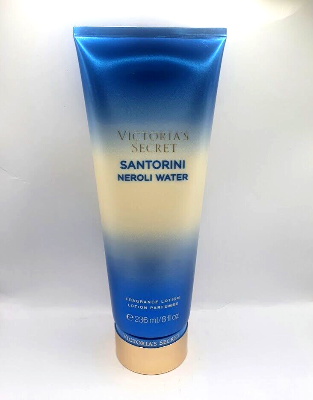 VICTORIA'S
SECRET
SANTORINI
NEROLI WATER
FRAGRANCE LOTION
LOTION PARFUMÉE
℮ 236 ml/8 fl oz
VICTORIA'S SECRET